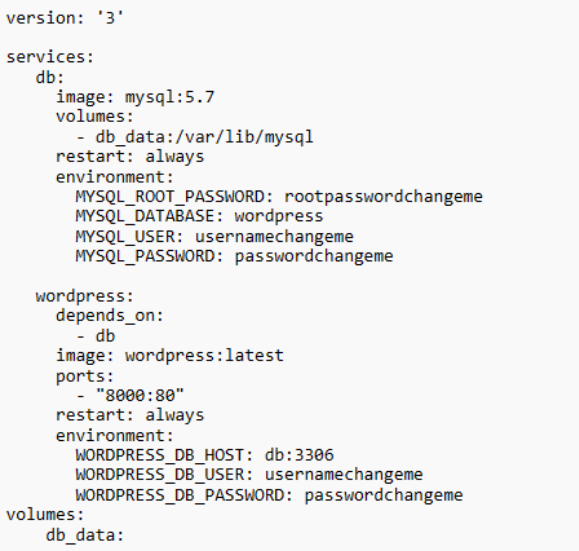 version: '3'

services:
   db:
     image: mysql:5.7
     volumes:
       - db_data:/var/lib/mysql
     restart: always
     environment:
       MYSQL_ROOT_PASSWORD: rootpasswordchangeme
       MYSQL_DATABASE: wordpress
       MYSQL_USER: usernamechangeme
       MYSQL_PASSWORD: passwordchangeme

   wordpress:
     depends_on:
       - db
     image: wordpress:latest
     ports:
       - "8000:80"
     restart: always
     environment:
       WORDPRESS_DB_HOST: db:3306
       WORDPRESS_DB_USER: usernamechangeme
       WORDPRESS_DB_PASSWORD: passwordchangeme
volumes:
    db_data: